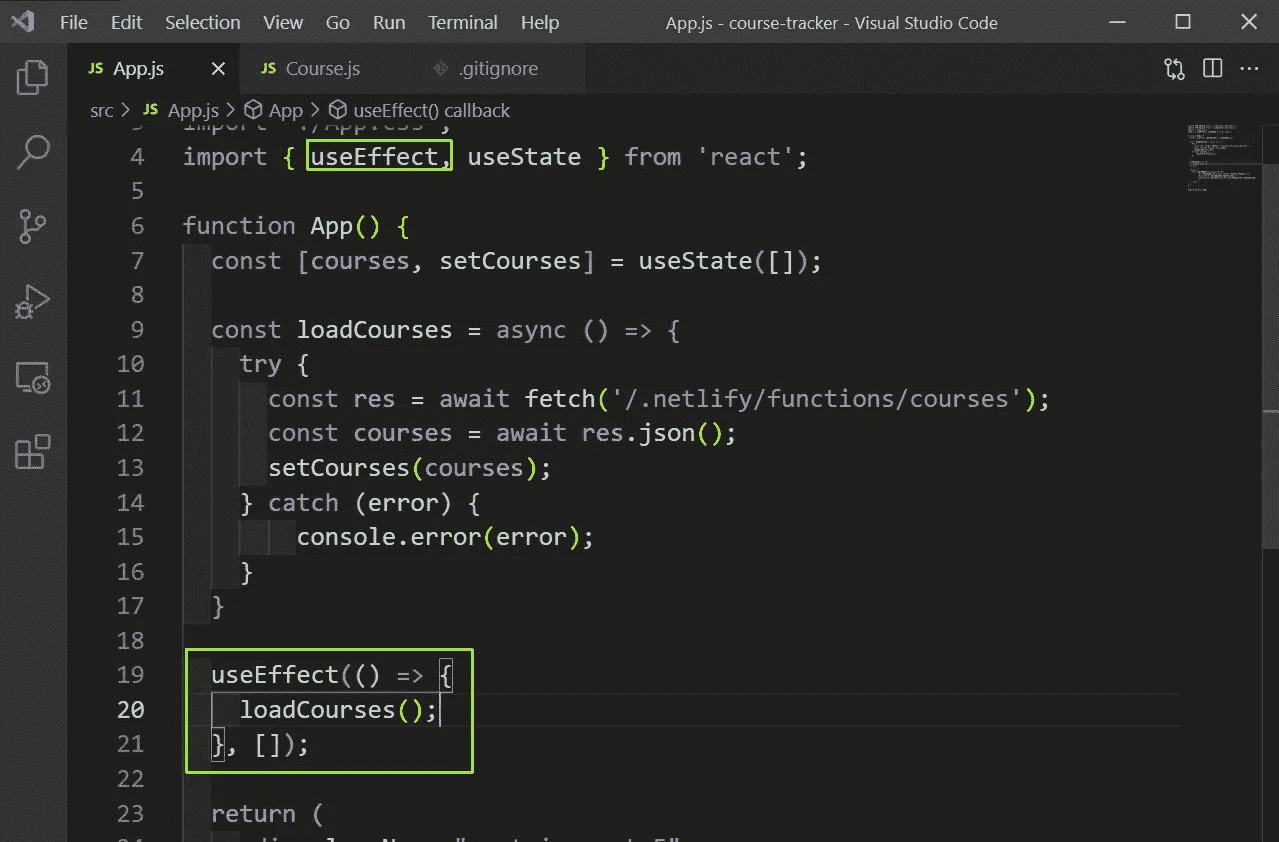 File Edit Selection View Go Run Terminal Help App.js - course-tracker - Visual Studio Code
JS App.js JS Course.js .gitignore
src > JS App.js > App > useEffect() callback
3 import './App.css';
4 import { useEffect, useState } from 'react';
5
6 function App() {
7 const [courses, setCourses] = useState([]);
8
9 const loadCourses = async () => {
10 try {
11 const res = await fetch('/.netlify/functions/courses');
12 const courses = await res.json();
13 setCourses(courses);
14 } catch (error) {
15 console.error(error);
16 }
17 }
18
19 useEffect(() => {
20 loadCourses();
21 }, []);
22
23 return (